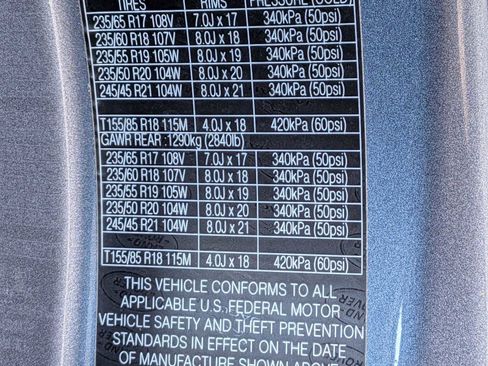 TIRES RIMS PRESSURE (COLD)
235/65 R17 108V 7.0J x 17 340kPa (50psi)
235/60 R18 107V 8.0J x 18 340kPa (50psi)
235/55 R19 105W 8.0J x 19 340kPa (50psi)
235/50 R20 104W 8.0J x 20 340kPa (50psi)
245/45 R21 104W 8.0J x 21 340kPa (50psi)
T155/85 R18 115M 4.0J x 18 420kPa (60psi)
GAWR REAR :1290kg (2840lb)
235/65 R17 108V 7.0J x 17 340kPa (50psi)
235/60 R18 107V 8.0J x 18 340kPa (50psi)
235/55 R19 105W 8.0J x 19 340kPa (50psi)
235/50 R20 104W 8.0J x 20 340kPa (50psi)
245/45 R21 104W 8.0J x 21 340kPa (50psi)
T155/85 R18 115M 4.0J x 18 420kPa (60psi)
THIS VEHICLE CONFORMS TO ALL
APPLICABLE U.S. FEDERAL MOTOR
VEHICLE SAFETY AND THEFT PREVENTION
STANDARDS IN EFFECT ON THE DATE
OF MANUFACTURE SHOWN ABOVE